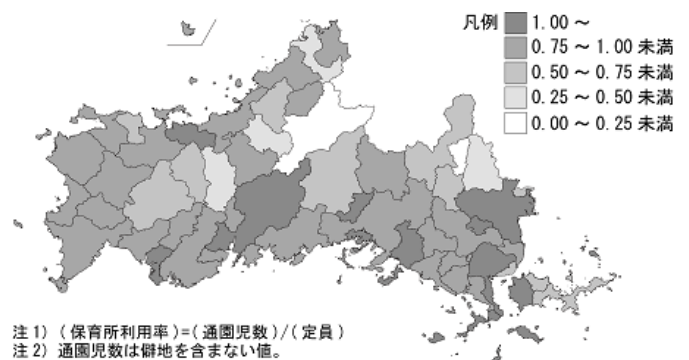 凡例
1.00 ～
0.75 ～ 1.00 未満
0.50 ～ 0.75 未満
0.25 ～ 0.50 未満
0.00 ～ 0.25 未満
注 1) ( 保育所利用率 )=( 通園児数 )/( 定員 )
注 2) 通園児数は僻地を含まない値。